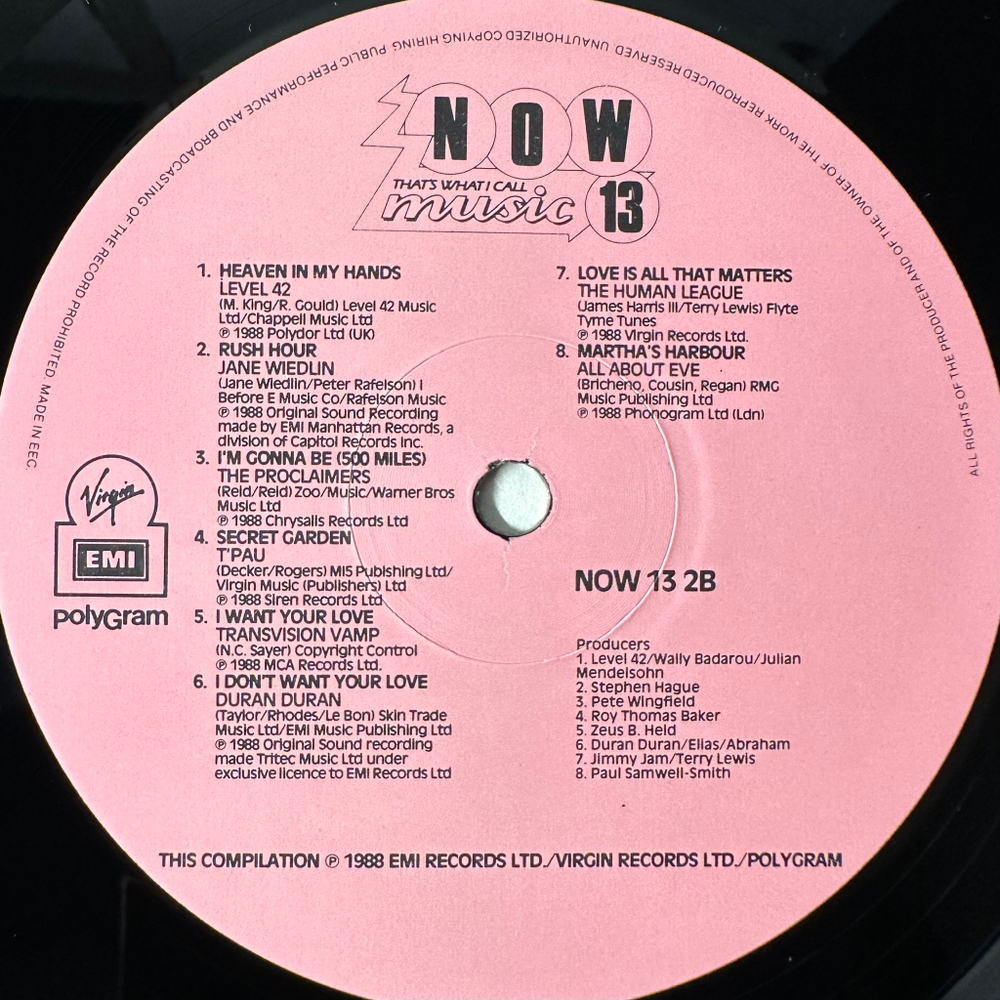 ALL RIGHTS OF THE PRODUCER AND OF THE OWNER OF THE WORK REPRODUCED RESERVED. UNAUTHORIZED COPYING HIRING PUBLIC PERFORMANCE AND BROADCASTING OF THE RECORD PROHIBITED. MADE IN EEC.
NOW
THAT'S WHAT I CALL
music 13
1. HEAVEN IN MY HANDS
LEVEL 42
(M. King/R. Gould) Level 42 Music
Ltd/Chappell Music Ltd
℗ 1988 Polydor Ltd (UK)
2. RUSH HOUR
JANE WIEDLIN
(Jane Wiedlin/Peter Rafelson) I
Before E Music Co/Rafelson Music
℗ 1988 Original Sound Recording
made by EMI Manhattan Records, a
division of Capitol Records Inc.
3. I'M GONNA BE (500 MILES)
THE PROCLAIMERS
(Reid/Reid) Zoo/Music/Warner Bros
Music Ltd
℗ 1988 Chrysalis Records Ltd
4. SECRET GARDEN
T'PAU
(Decker/Rogers) MI5 Pubishing Ltd/
Virgin Music (Publishers) Ltd
℗ 1988 Siren Records Ltd
5. I WANT YOUR LOVE
TRANSVISION VAMP
(N.C. Sayer) Copyright Control
℗ 1988 MCA Records Ltd.
6. I DON'T WANT YOUR LOVE
DURAN DURAN
(Taylor/Rhodes/Le Bon) Skin Trade
Music Ltd/EMI Music Publishing Ltd
℗ 1988 Original Sound recording
made Tritec Music Ltd under
exclusive licence to EMI Records Ltd
7. LOVE IS ALL THAT MATTERS
THE HUMAN LEAGUE
(James Harris III/Terry Lewis) Flyte
Tyme Tunes
℗ 1988 Virgin Records Ltd.
8. MARTHA'S HARBOUR
ALL ABOUT EVE
(Bricheno, Cousin, Regan) RMG
Music Publishing Ltd
℗ 1988 Phonogram Ltd (Ldn)
Virgin
EMI
polyGram
NOW 13 2B
Producers
1. Level 42/Wally Badarou/Julian
Mendelsohn
2. Stephen Hague
3. Pete Wingfield
4. Roy Thomas Baker
5. Zeus B. Held
6. Duran Duran/Elias/Abraham
7. Jimmy Jam/Terry Lewis
8. Paul Samwell-Smith
THIS COMPILATION ℗ 1988 EMI RECORDS LTD./VIRGIN RECORDS LTD./POLYGRAM